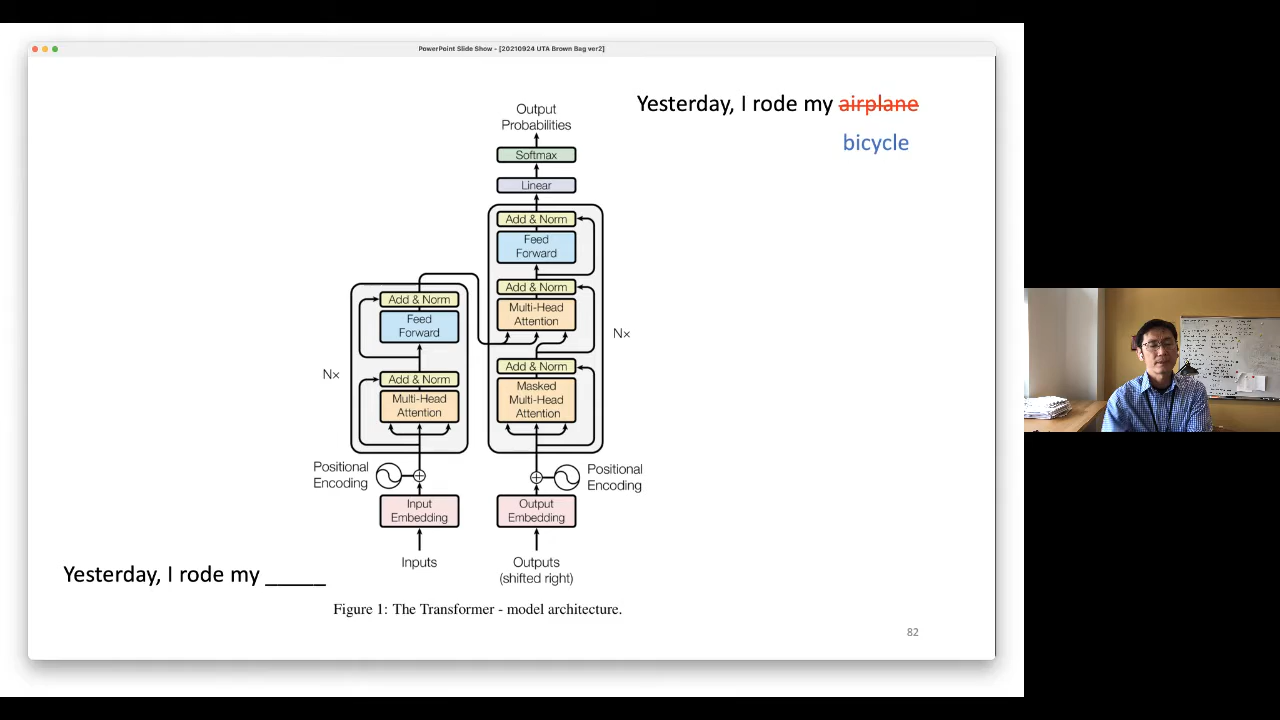 PowerPoint Slide Show - [20210924 UTA Brown Bag ver2]
Yesterday, I rode my airplane
bicycle
Output
Probabilities
Softmax
Linear
Add & Norm
Feed
Forward
Add & Norm
Multi-Head
Attention
Nx
Add & Norm
Masked
Multi-Head
Attention
Add & Norm
Feed
Forward
Nx
Add & Norm
Multi-Head
Attention
Positional
Encoding
Positional
Encoding
Input
Embedding
Output
Embedding
Inputs
Outputs
(shifted right)
Yesterday, I rode my _____
Figure 1: The Transformer - model architecture.
82